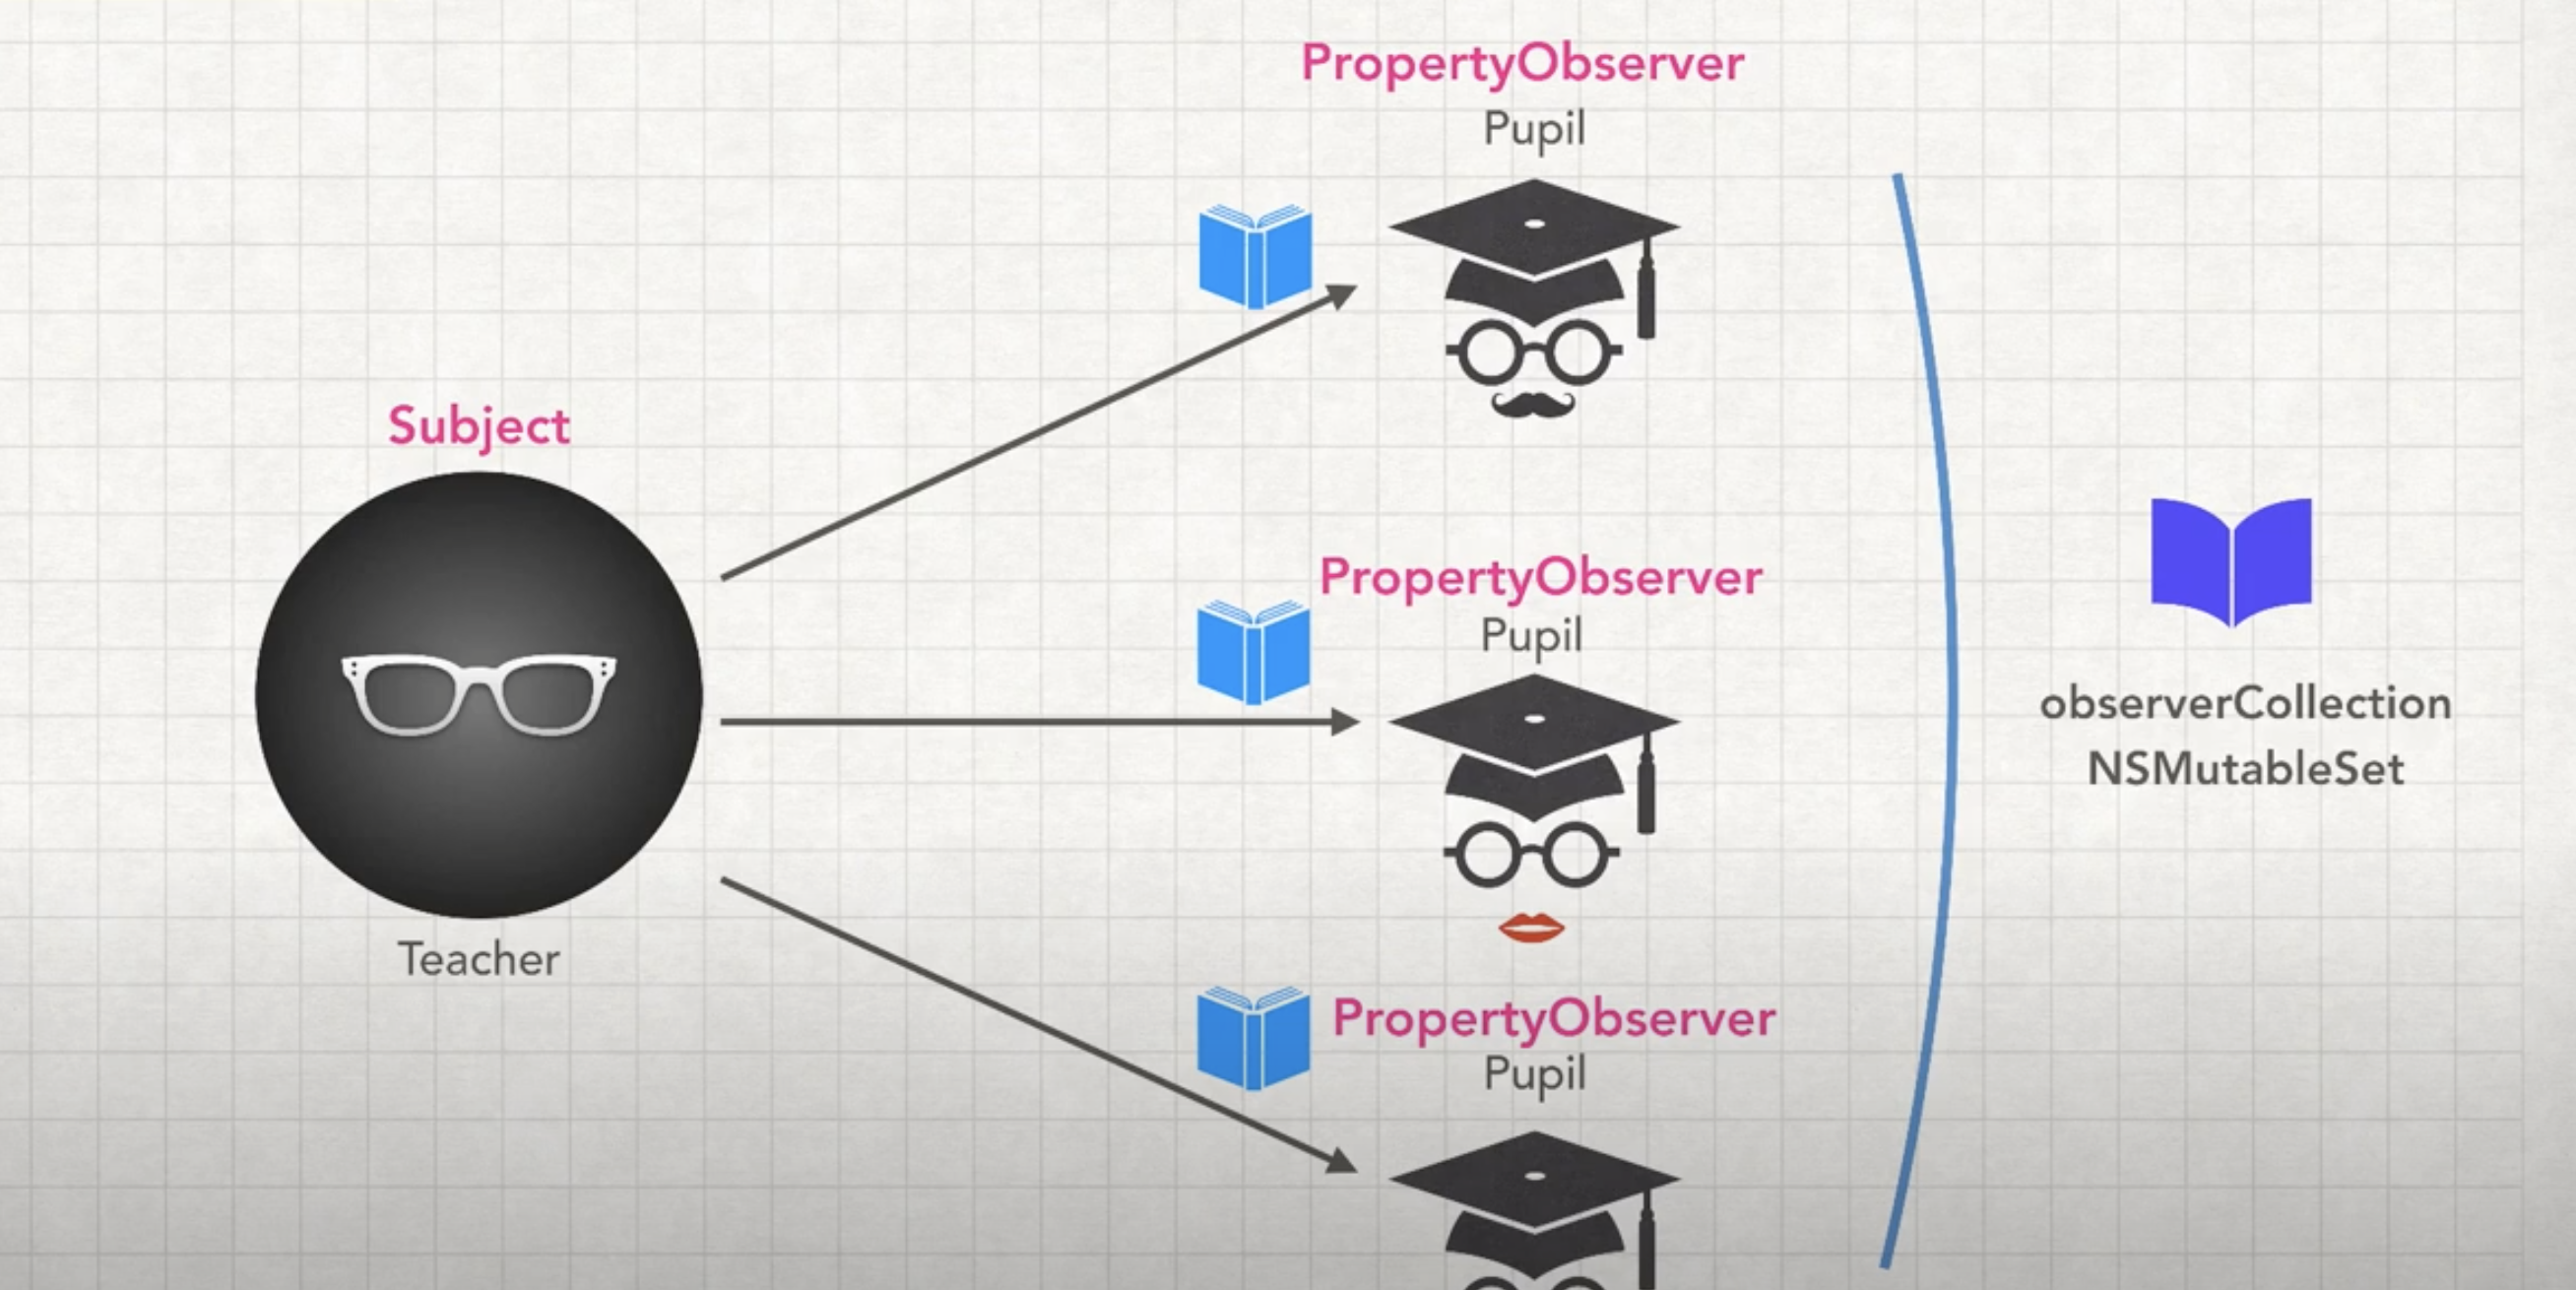 PropertyObserver
Pupil
Subject
Teacher
PropertyObserver
Pupil
PropertyObserver
Pupil
observerCollection
NSMutableSet